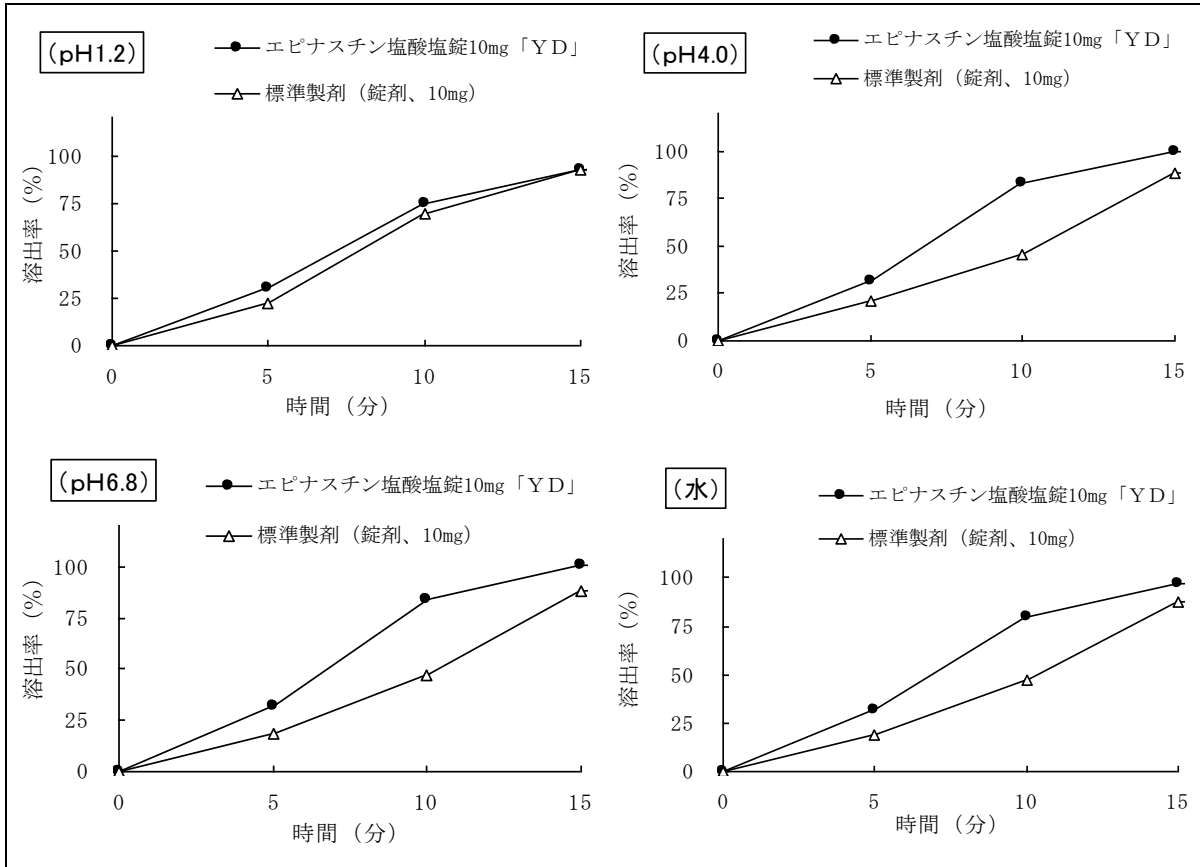 (pH1.2)
エピナスチン塩酸塩錠10mg「ＹＤ」
標準製剤（錠剤、10mg）
溶出率（%）
100
75
50
25
0
0 5 10 15
時間（分）
(pH4.0)
エピナスチン塩酸塩錠10mg「ＹＤ」
標準製剤（錠剤、10mg）
溶出率（%）
100
75
50
25
0
0 5 10 15
時間（分）
(pH6.8)
エピナスチン塩酸塩錠10mg「ＹＤ」
標準製剤（錠剤、10mg）
溶出率（%）
100
75
50
25
0
0 5 10 15
時間（分）
(水)
エピナスチン塩酸塩錠10mg「ＹＤ」
標準製剤（錠剤、10mg）
溶出率（%）
100
75
50
25
0
0 5 10 15
時間（分）